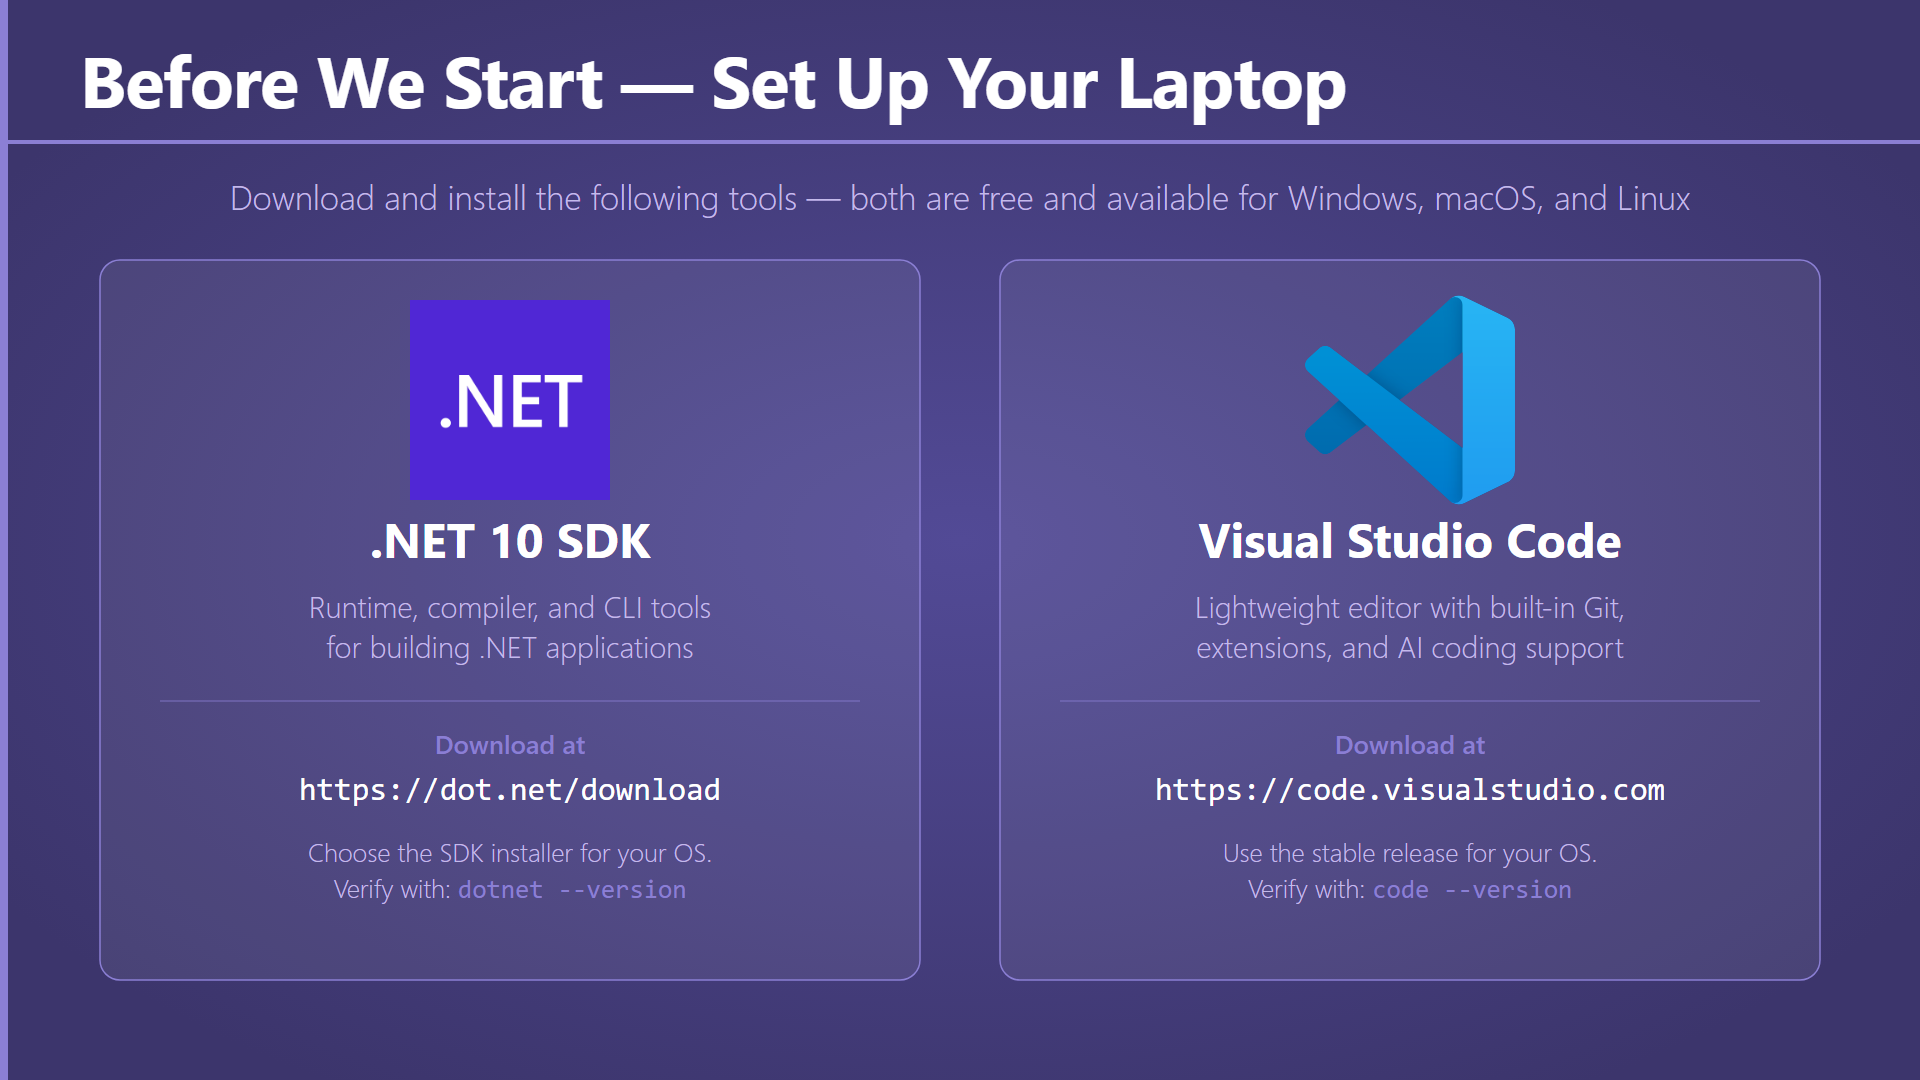 Before We Start — Set Up Your Laptop
Download and install the following tools — both are free and available for Windows, macOS, and Linux
.NET
.NET 10 SDK
Runtime, compiler, and CLI tools
for building .NET applications
Download at
https://dot.net/download
Choose the SDK installer for your OS.
Verify with: dotnet --version
Visual Studio Code
Lightweight editor with built-in Git,
extensions, and AI coding support
Download at
https://code.visualstudio.com
Use the stable release for your OS.
Verify with: code --version